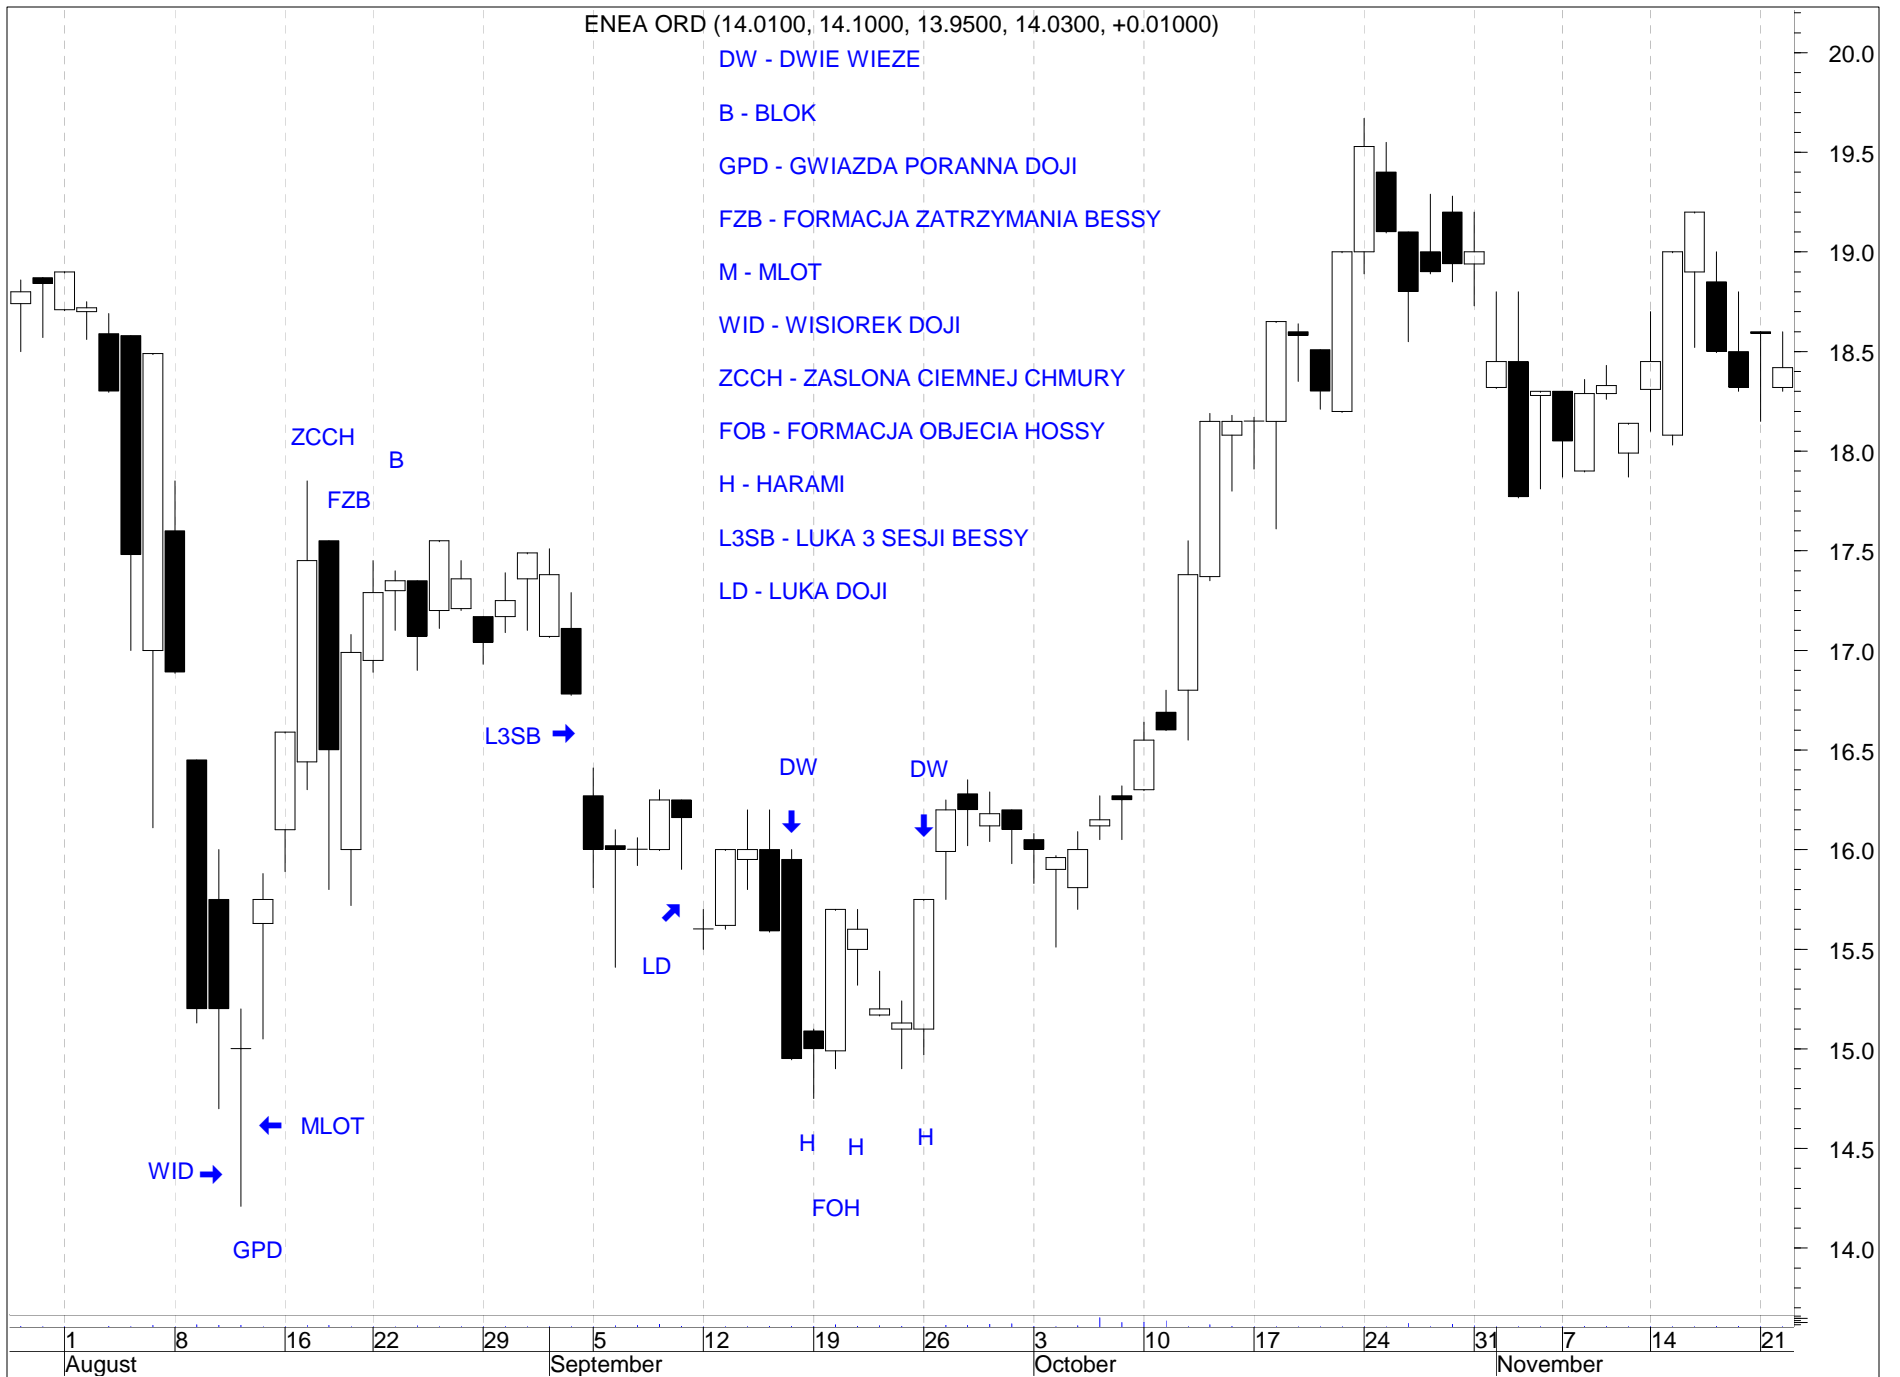 ENEA ORD (14.0100, 14.1000, 13.9500, 14.0300, +0.01000)
DW - DWIE WIEZE
B - BLOK
GPD - GWIAZDA PORANNA DOJI
FZB - FORMACJA ZATRZYMANIA BESSY
M - MLOT
WID - WISIOREK DOJI
ZCCH - ZASLONA CIEMNEJ CHMURY
FOB - FORMACJA OBJECIA HOSSY
H - HARAMI
L3SB - LUKA 3 SESJI BESSY
LD - LUKA DOJI
ZCCH
B
FZB
L3SB
DW
DW
LD
MLOT
H
H
H
WID
FOH
GPD
20.0
19.5
19.0
18.5
18.0
17.5
17.0
16.5
16.0
15.5
15.0
14.5
14.0
1 8 16 22 29 5 12 19 26 3 10 17 24 31 7 14 21
August September October November